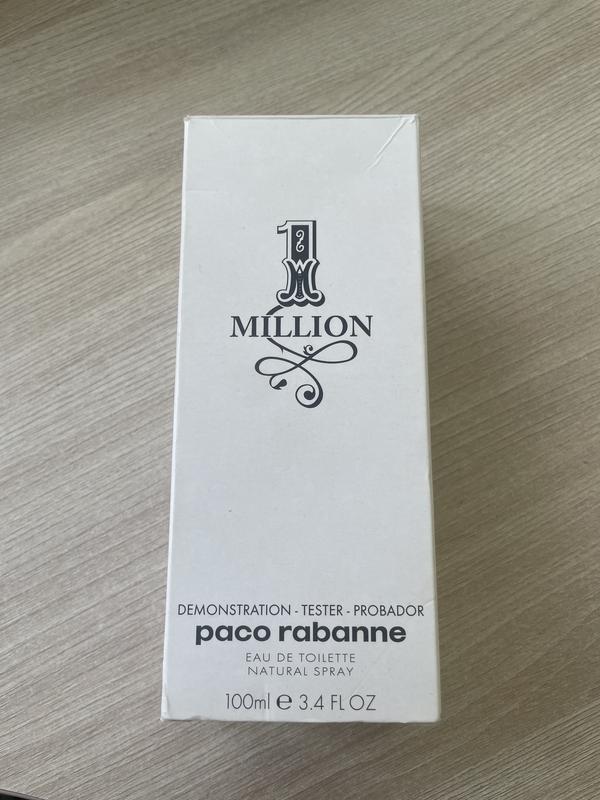 1
MILLION
DEMONSTRATION - TESTER - PROBADOR
paco rabanne
EAU DE TOILETTE
NATURAL SPRAY
100ml ℮ 3.4 FL OZ